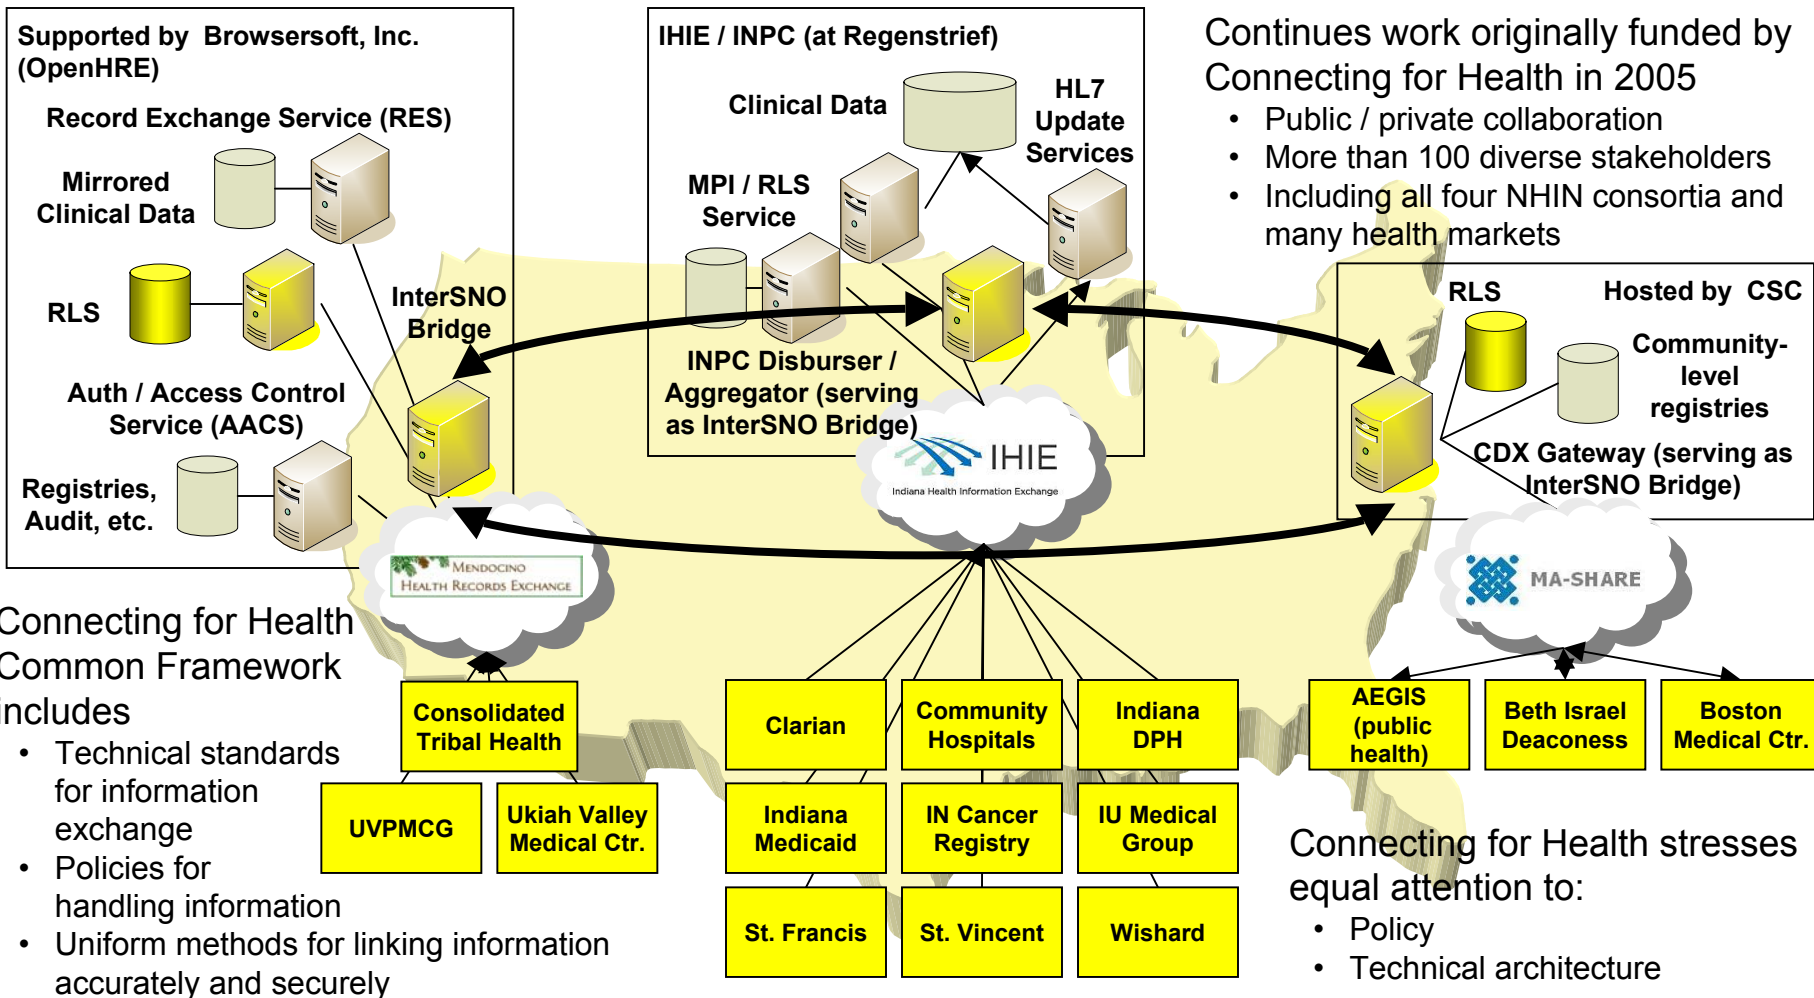 Supported by Browsersoft, Inc.
(OpenHRE)
Record Exchange Service (RES)
Mirrored
Clinical Data
RLS
InterSNO
Bridge
Auth / Access Control
Service (AACS)
Registries,
Audit, etc.
MENDOCINO
HEALTH RECORDS EXCHANGE
IHIE / INPC (at Regenstrief)
Clinical Data
HL7
Update
Services
MPI / RLS
Service
INPC Disburser /
Aggregator (serving
as InterSNO Bridge)
IHIE
Indiana Health Information Exchange
Continues work originally funded by
Connecting for Health in 2005
• Public / private collaboration
• More than 100 diverse stakeholders
• Including all four NHIN consortia and
many health markets
RLS
Hosted by CSC
Community-
level
registries
CDX Gateway (serving as
InterSNO Bridge)
MA-SHARE
Connecting for Health
Common Framework
includes
• Technical standards
for information
exchange
• Policies for
handling information
• Uniform methods for linking information
accurately and securely
Consolidated
Tribal Health
UVPMCG
Ukiah Valley
Medical Ctr.
Clarian
Community
Hospitals
Indiana
DPH
Indiana
Medicaid
IN Cancer
Registry
IU Medical
Group
St. Francis
St. Vincent
Wishard
AEGIS
(public
health)
Beth Israel
Deaconess
Boston
Medical Ctr.
Connecting for Health stresses
equal attention to:
• Policy
• Technical architecture